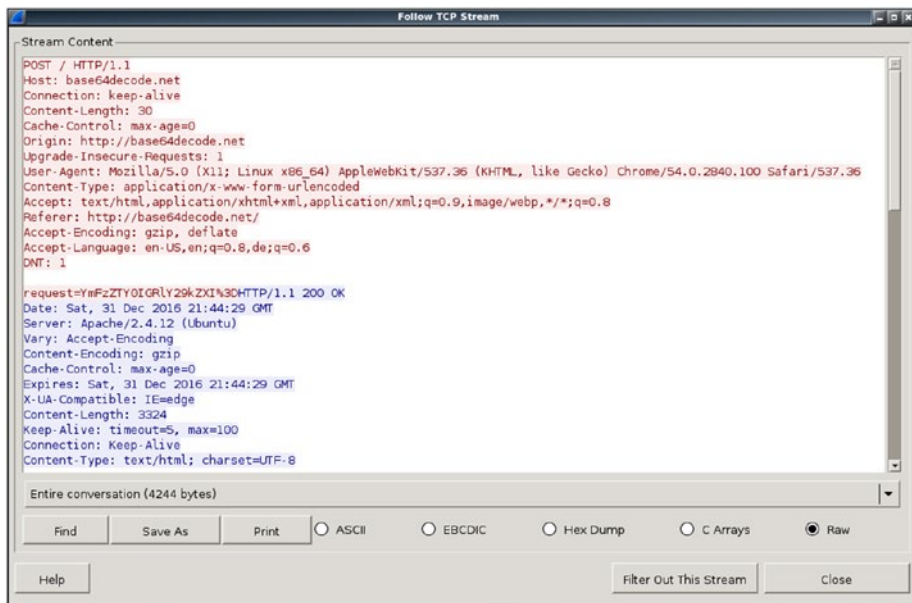 Follow TCP Stream
Stream Content
POST / HTTP/1.1
Host: base64decode.net
Connection: keep-alive
Content-Length: 30
Cache-Control: max-age=0
Origin: http://base64decode.net
Upgrade-Insecure-Requests: 1
User-Agent: Mozilla/5.0 (X11; Linux x86_64) AppleWebKit/537.36 (KHTML, like Gecko) Chrome/54.0.2840.100 Safari/537.36
Content-Type: application/x-www-form-urlencoded
Accept: text/html,application/xhtml+xml,application/xml;q=0.9,image/webp,*/*;q=0.8
Referer: http://base64decode.net/
Accept-Encoding: gzip, deflate
Accept-Language: en-US,en;q=0.8,de;q=0.6
DNT: 1
request=YmFzZTY0IGRlY29kZXI%3DHTTP/1.1 200 OK
Date: Sat, 31 Dec 2016 21:44:29 GMT
Server: Apache/2.4.12 (Ubuntu)
Vary: Accept-Encoding
Content-Encoding: gzip
Cache-Control: max-age=0
Expires: Sat, 31 Dec 2016 21:44:29 GMT
X-UA-Compatible: IE=edge
Content-Length: 3324
Keep-Alive: timeout=5, max=100
Connection: Keep-Alive
Content-Type: text/html; charset=UTF-8
Entire conversation (4244 bytes)
Find Save As Print ASCII EBCDIC Hex Dump C Arrays Raw
Help Filter Out This Stream Close